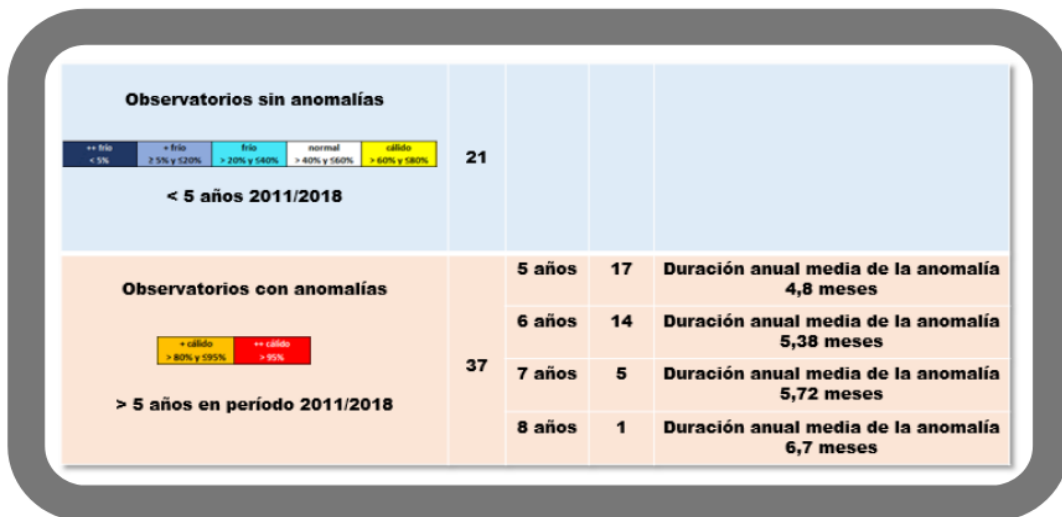 Observatorios sin anomalías
++ frío + frío frío normal cálido
< 5% ≥ 5% y ≤20% > 20% y ≤40% > 40% y ≤60% > 60% y ≤80%
21
< 5 años 2011/2018
5 años 17 Duración anual media de la anomalía
4,8 meses
Observatorios con anomalías
6 años 14 Duración anual media de la anomalía
5,38 meses
+ cálido ++ cálido
> 80% y ≤95% > 95%
37
7 años 5 Duración anual media de la anomalía
5,72 meses
> 5 años en período 2011/2018
8 años 1 Duración anual media de la anomalía
6,7 meses